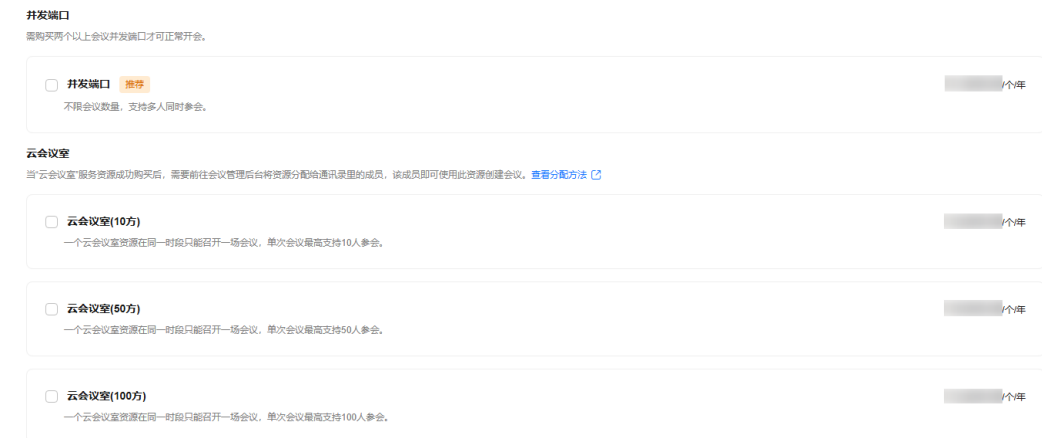 并发端口
需购买两个以上会议并发端口才可正常开会。
并发端口 推荐 /个/年
不限会议数量，支持多人同时参会。
云会议室
当“云会议室”服务资源成功购买后，需要前往会议管理后台将资源分配给通讯录里的成员，该成员即可使用此资源创建会议。查看分配方法
云会议室(10方) /个/年
一个云会议室资源在同一时段只能召开一场会议，单次会议最高支持10人参会。
云会议室(50方) /个/年
一个云会议室资源在同一时段只能召开一场会议，单次会议最高支持50人参会。
云会议室(100方) /个/年
一个云会议室资源在同一时段只能召开一场会议，单次会议最高支持100人参会。